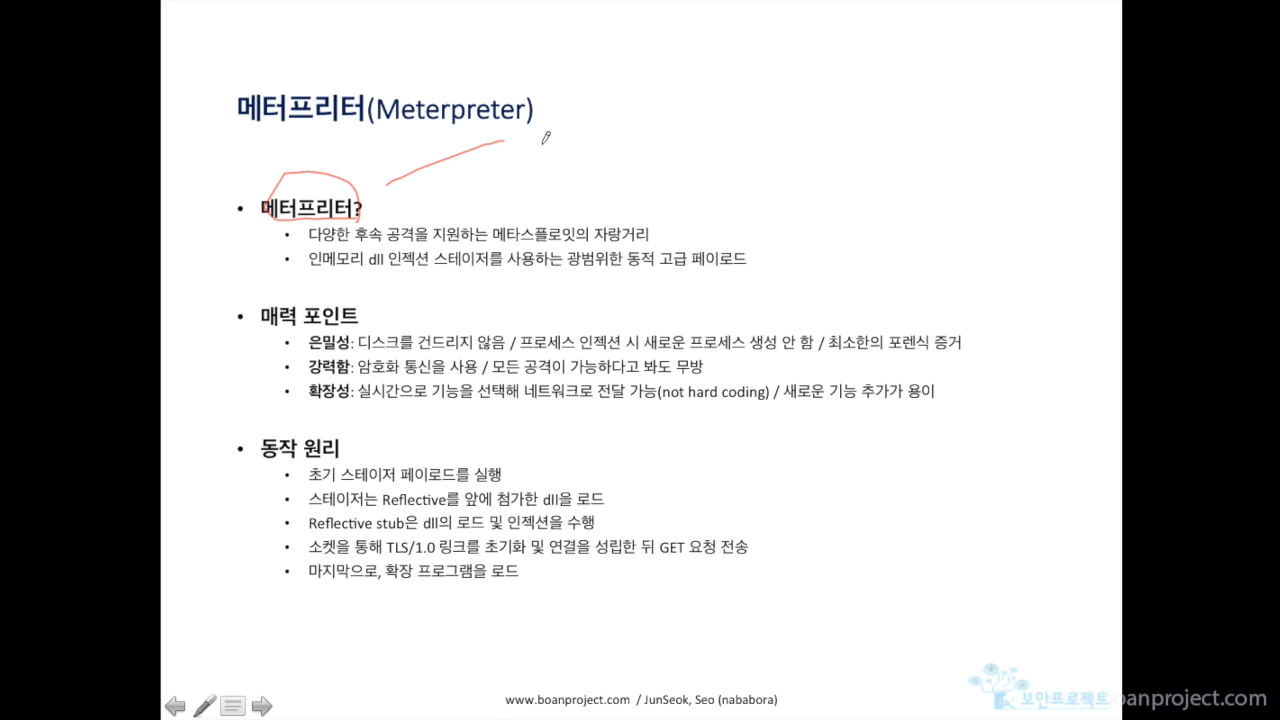 메터프리터(Meterpreter)
• 메터프리터?
• 다양한 후속 공격을 지원하는 메타스플로잇의 자랑거리
• 인메모리 dll 인젝션 스테이저를 사용하는 광범위한 동적 고급 페이로드
• 매력 포인트
• 은밀성: 디스크를 건드리지 않음 / 프로세스 인젝션 시 새로운 프로세스 생성 안 함 / 최소한의 포렌식 증거
• 강력함: 암호화 통신을 사용 / 모든 공격이 가능하다고 봐도 무방
• 확장성: 실시간으로 기능을 선택해 네트워크로 전달 가능(not hard coding) / 새로운 기능 추가가 용이
• 동작 원리
• 초기 스테이저 페이로드를 실행
• 스테이저는 Reflective를 앞에 첨가한 dll을 로드
• Reflective stub은 dll의 로드 및 인젝션을 수행
• 소켓을 통해 TLS/1.0 링크를 초기화 및 연결을 성립한 뒤 GET 요청 전송
• 마지막으로, 확장 프로그램을 로드
www.boanproject.com / JunSeok, Seo (nababora)
보안프로젝트 boanproject.com